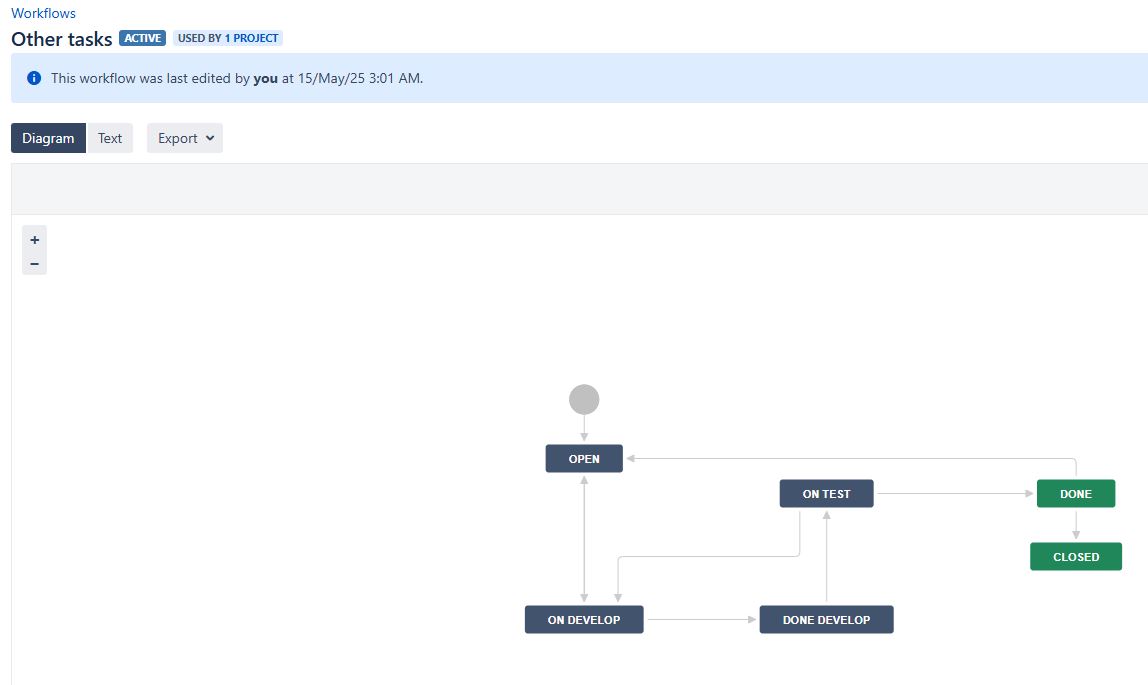 Workflows
Other tasks ACTIVE USED BY 1 PROJECT
This workflow was last edited by you at 15/May/25 3:01 AM.
Diagram Text Export
+
−
OPEN
ON TEST DONE
CLOSED
ON DEVELOP DONE DEVELOP